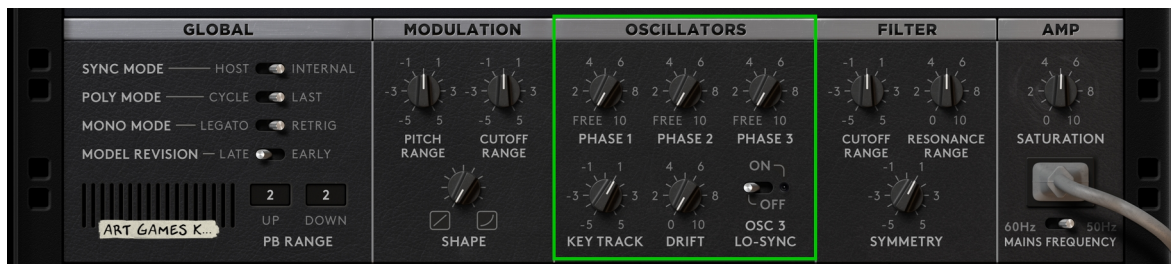 GLOBAL
SYNC MODE HOST INTERNAL
POLY MODE CYCLE LAST
MONO MODE LEGATO RETRIG
MODEL REVISION LATE EARLY
ART GAMES K...
2 2
UP DOWN
PB RANGE
MODULATION
-1 1 -1 1
-3 3 -3 3
-5 5 -5 5
PITCH RANGE
CUTOFF RANGE
SHAPE
OSCILLATORS
4 6 4 6 4 6
2 8 2 8 2 8
FREE 10 FREE 10 FREE 10
PHASE 1 PHASE 2 PHASE 3
-1 1 4 6 ON
-3 3 2 8 OFF
-5 5 0 10 OSC 3
KEY TRACK DRIFT LO-SYNC
FILTER
-1 1 4 6
-3 3 2 8
-5 5 0 10
CUTOFF RESONANCE
RANGE RANGE
-1 1
-3 3
-5 5
SYMMETRY
AMP
4 6
2 8
0 10
SATURATION
60Hz 50Hz
MAINS FREQUENCY